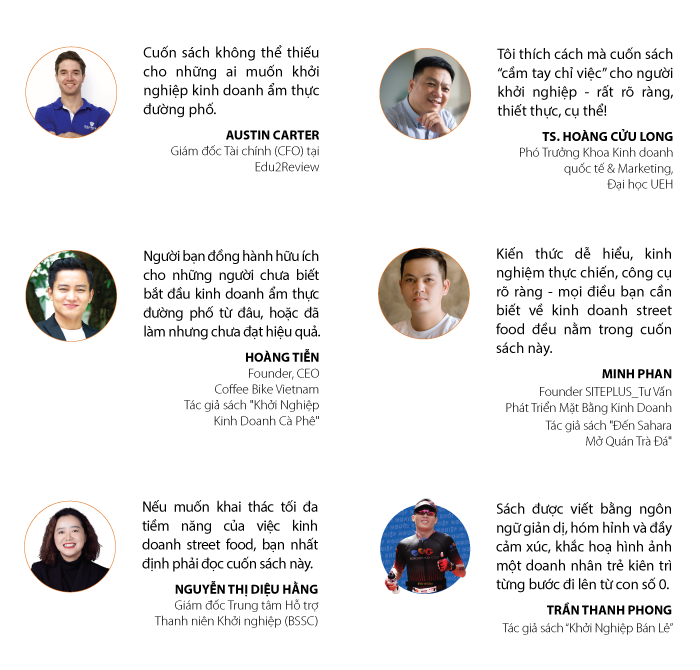 Cuốn sách không thể thiếu
cho những ai muốn khởi
nghiệp kinh doanh ẩm thực
đường phố.
AUSTIN CARTER
Giám đốc Tài chính (CFO) tại
Edu2Review
Tôi thích cách mà cuốn sách
“cầm tay chỉ việc” cho người
khởi nghiệp - rất rõ ràng,
thiết thực, cụ thể!
TS. HOÀNG CỬU LONG
Phó Trưởng Khoa Kinh doanh
quốc tế & Marketing,
Đại học UEH
Người bạn đồng hành hữu ích
cho những người chưa biết
bắt đầu kinh doanh ẩm thực
đường phố từ đâu, hoặc đã
làm nhưng chưa đạt hiệu quả.
HOÀNG TIỄN
Founder, CEO
Coffee Bike Vietnam
Tác giả sách "Khởi Nghiệp
Kinh Doanh Cà Phê"
Kiến thức dễ hiểu, kinh
nghiệm thực chiến, công cụ
rõ ràng - mọi điều bạn cần
biết về kinh doanh street
food đều nằm trong cuốn
sách này.
MINH PHAN
Founder SITEPLUS_Tư Vấn
Phát Triển Mặt Bằng Kinh Doanh
Tác giả sách "Đến Sahara
Mở Quán Trà Đá"
Nếu muốn khai thác tối đa
tiềm năng của việc kinh
doanh street food, bạn nhất
định phải đọc cuốn sách này.
NGUYỄN THỊ DIỆU HẰNG
Giám đốc Trung tâm Hỗ trợ
Thanh niên Khởi nghiệp (BSSC)
Sách được viết bằng ngôn
ngữ giản dị, hóm hỉnh và đầy
cảm xúc, khắc hoạ hình ảnh
một doanh nhân trẻ kiên trì
từng bước đi lên từ con số 0.
TRẦN THANH PHONG
Tác giả sách “Khởi Nghiệp Bán Lẻ”